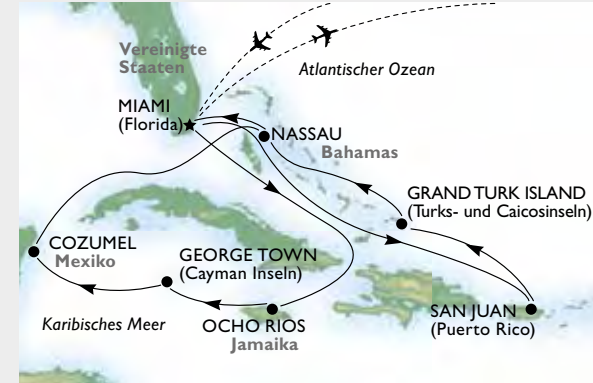 Vereinigte
Staaten
Atlantischer Ozean
MIAMI
(Florida)
NASSAU
Bahamas
GRAND TURK ISLAND
(Turks- und Caicosinseln)
COZUMEL
Mexiko
GEORGE TOWN
(Cayman Inseln)
Karibisches Meer
OCHO RIOS
Jamaika
SAN JUAN
(Puerto Rico)